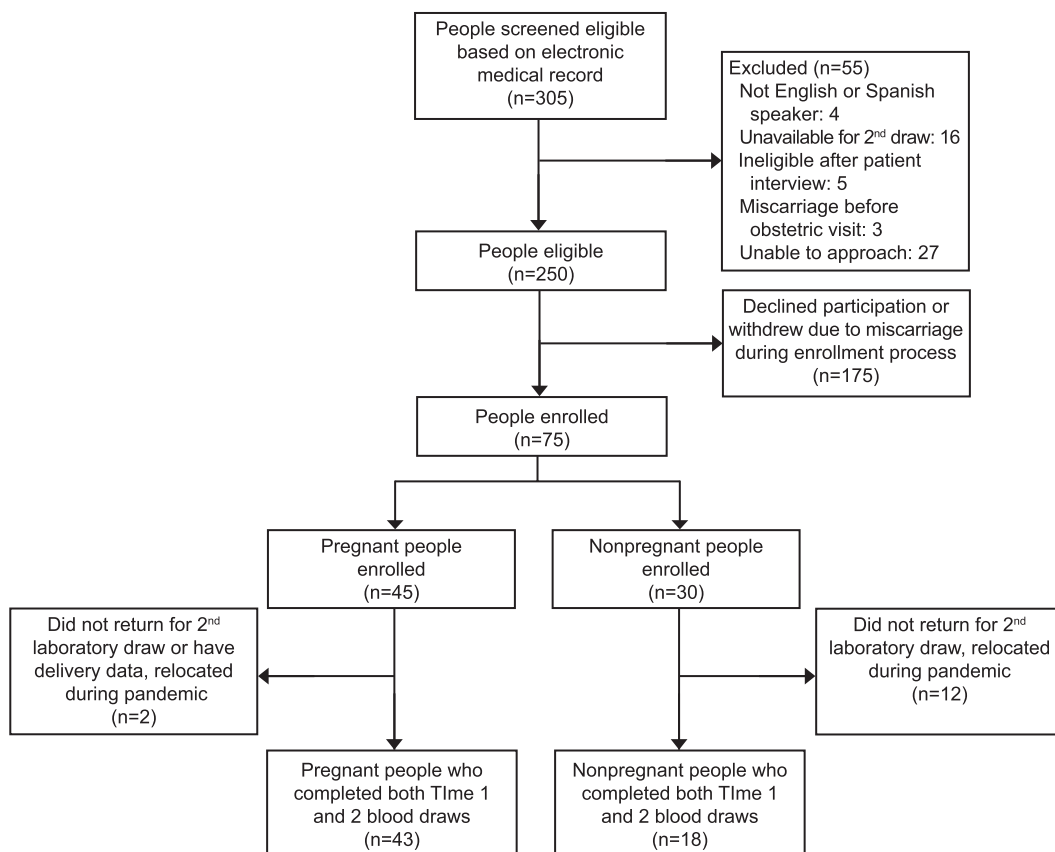 People screened eligible
based on electronic
medical record
(n=305)
Excluded (n=55)
Not English or Spanish
speaker: 4
Unavailable for 2nd draw: 16
Ineligible after patient
interview: 5
Miscarriage before
obstetric visit: 3
Unable to approach: 27
People eligible
(n=250)
Declined participation or
withdrew due to miscarriage
during enrollment process
(n=175)
People enrolled
(n=75)
Pregnant people
enrolled
(n=45)
Nonpregnant people
enrolled
(n=30)
Did not return for 2nd
laboratory draw or have
delivery data, relocated
during pandemic
(n=2)
Did not return for 2nd
laboratory draw, relocated
during pandemic
(n=12)
Pregnant people who
completed both TIme 1
and 2 blood draws
(n=43)
Nonpregnant people who
completed both TIme 1
and 2 blood draws
(n=18)